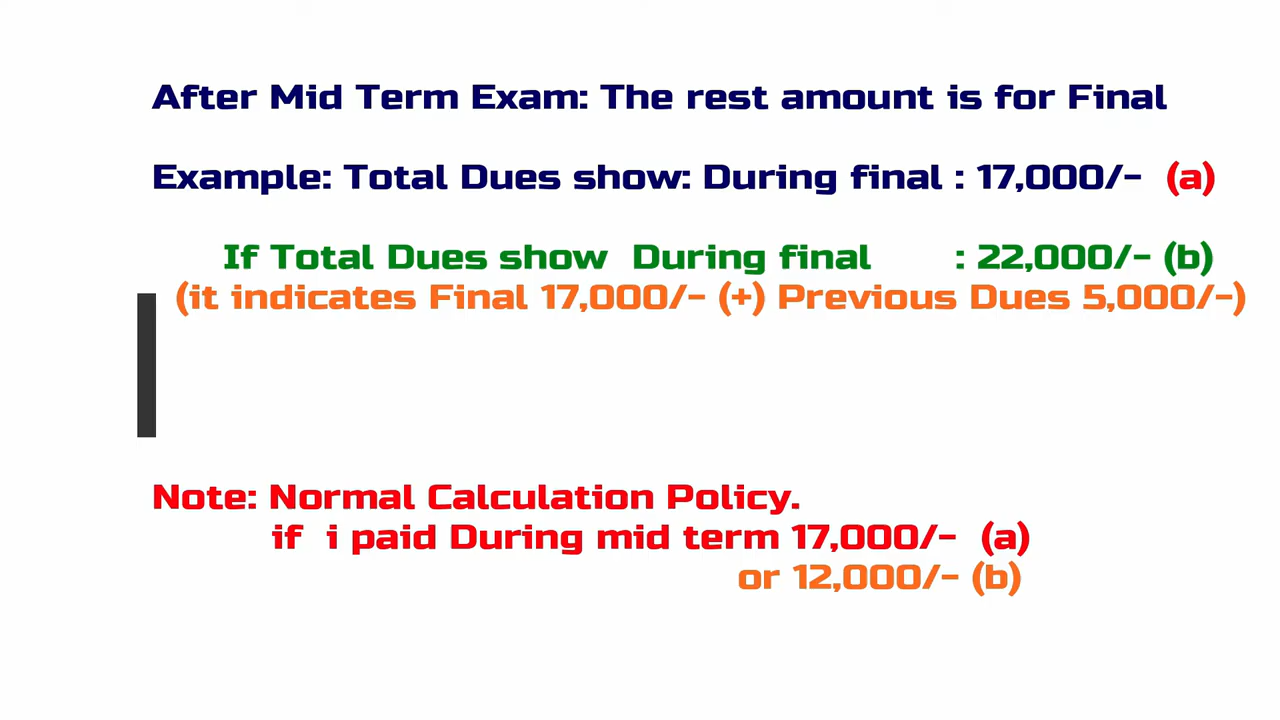 After Mid Term Exam: The rest amount is for Final
Example: Total Dues show: During final : 17,000/- (a)
If Total Dues show During final : 22,000/- (b)
(it indicates Final 17,000/- (+) Previous Dues 5,000/-)
Note: Normal Calculation Policy.
if i paid During mid term 17,000/- (a)
or 12,000/- (b)